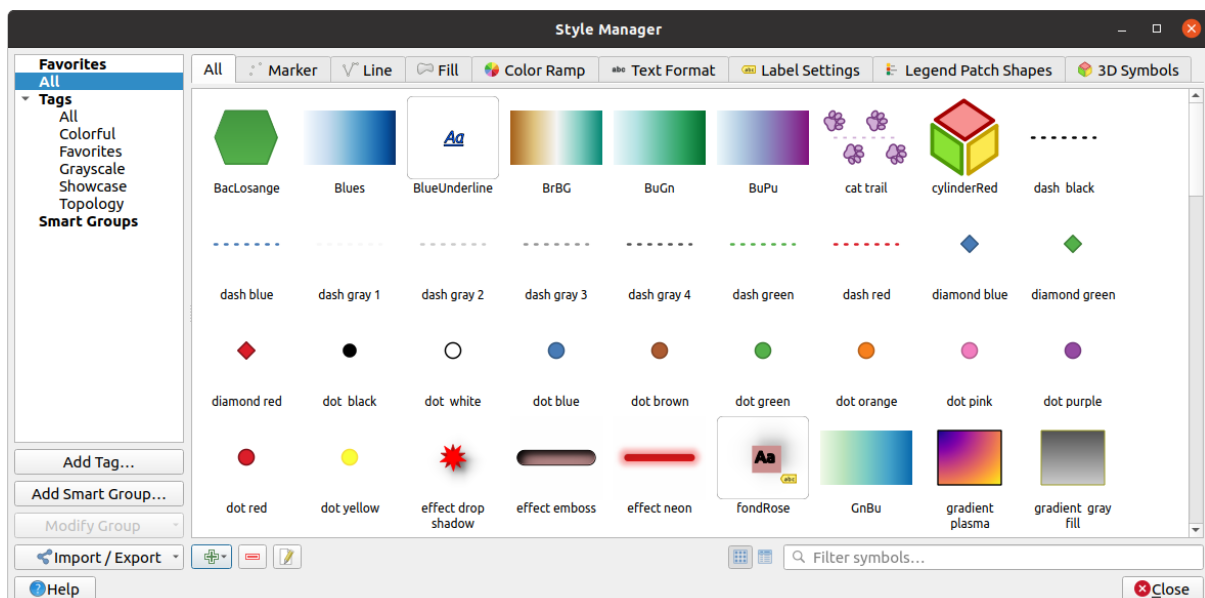 Style Manager
Favorites
All
Tags
All
Colorful
Favorites
Grayscale
Showcase
Topology
Smart Groups
Add Tag...
Add Smart Group...
Modify Group
Import / Export
Help
All
Marker
Line
Fill
Color Ramp
abc Text Format
abc Label Settings
Legend Patch Shapes
3D Symbols
Aa
BacLosange
Blues
BlueUnderline
BrBG
BuGn
BuPu
cat trail
cylinderRed
dash black
dash blue
dash gray 1
dash gray 2
dash gray 3
dash gray 4
dash green
dash red
diamond blue
diamond green
diamond red
dot black
dot white
dot blue
dot brown
dot green
dot orange
dot pink
dot purple
Aa
abc
dot red
dot yellow
effect drop
shadow
effect emboss
effect neon
fondRose
GnBu
gradient
plasma
gradient gray
fill
Filter symbols...
Close